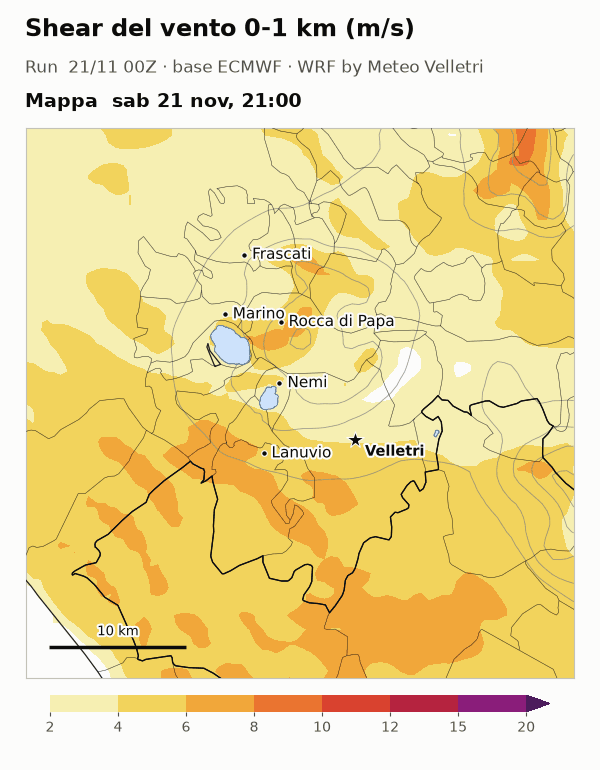 Shear del vento 0-1 km (m/s)
Run  21/11 00Z · base ECMWF · WRF by Meteo Velletri
Mappa  sab 21 nov, 21:00
Frascati
Marino
Rocca di Papa
Nemi
Velletri
Lanuvio
10 km
2 4 6 8 10 12 15 20